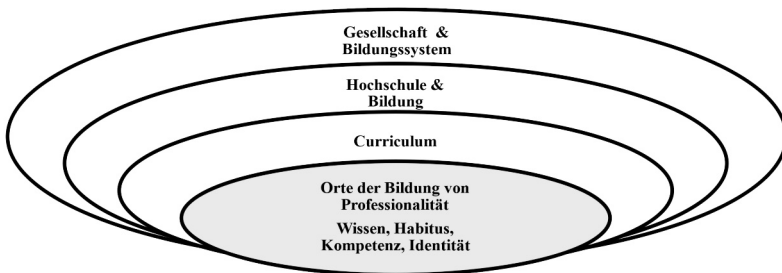 Gesellschaft &
Bildungssystem
Hochschule &
Bildung
Curriculum
Orte der Bildung von
Professionalität
Wissen, Habitus,
Kompetenz, Identität